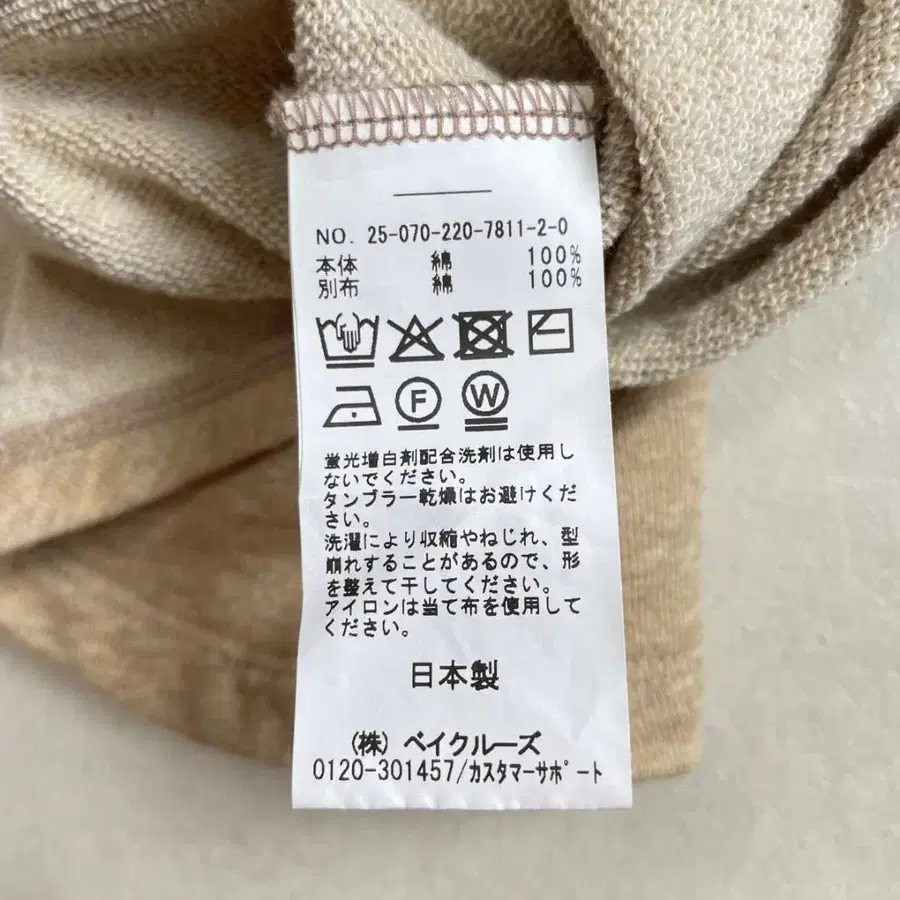 NO. 25-070-220-7811-2-0
本体 綿 100%
別布 綿 100%
F W
蛍光増白剤配合洗剤は使用し
ないでください。
タンブラー乾燥はお避けくだ
さい。
洗濯により収縮やねじれ、型
崩れすることがあるので、形
を整えて干してください。
アイロンは当て布を使用して
ください。
日本製
(株) ベイクルーズ
0120-301457/カスタマーサポート